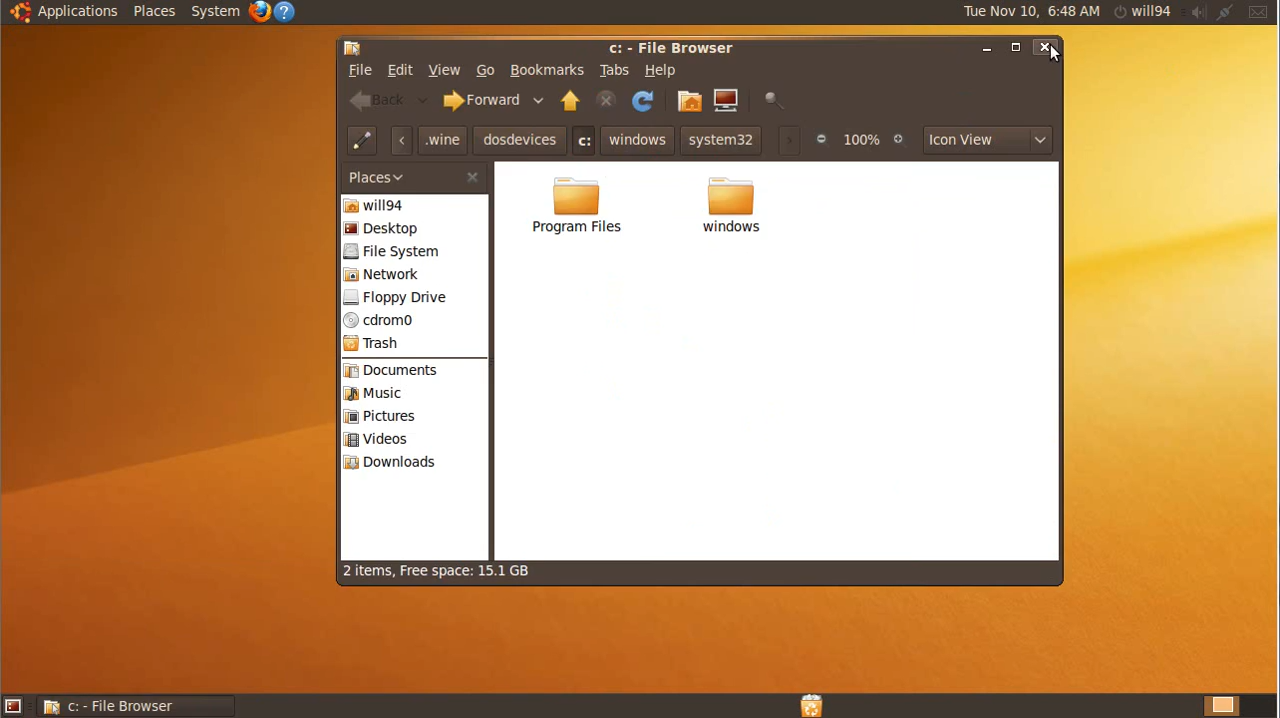 Applications Places System Tue Nov 10, 6:48 AM will94
c: - File Browser
File Edit View Go Bookmarks Tabs Help
Back Forward
.wine dosdevices c: windows system32 100% Icon View
Places
will94
Desktop
File System
Network
Floppy Drive
cdrom0
Trash
Documents
Music
Pictures
Videos
Downloads
Program Files windows
2 items, Free space: 15.1 GB
c: - File Browser